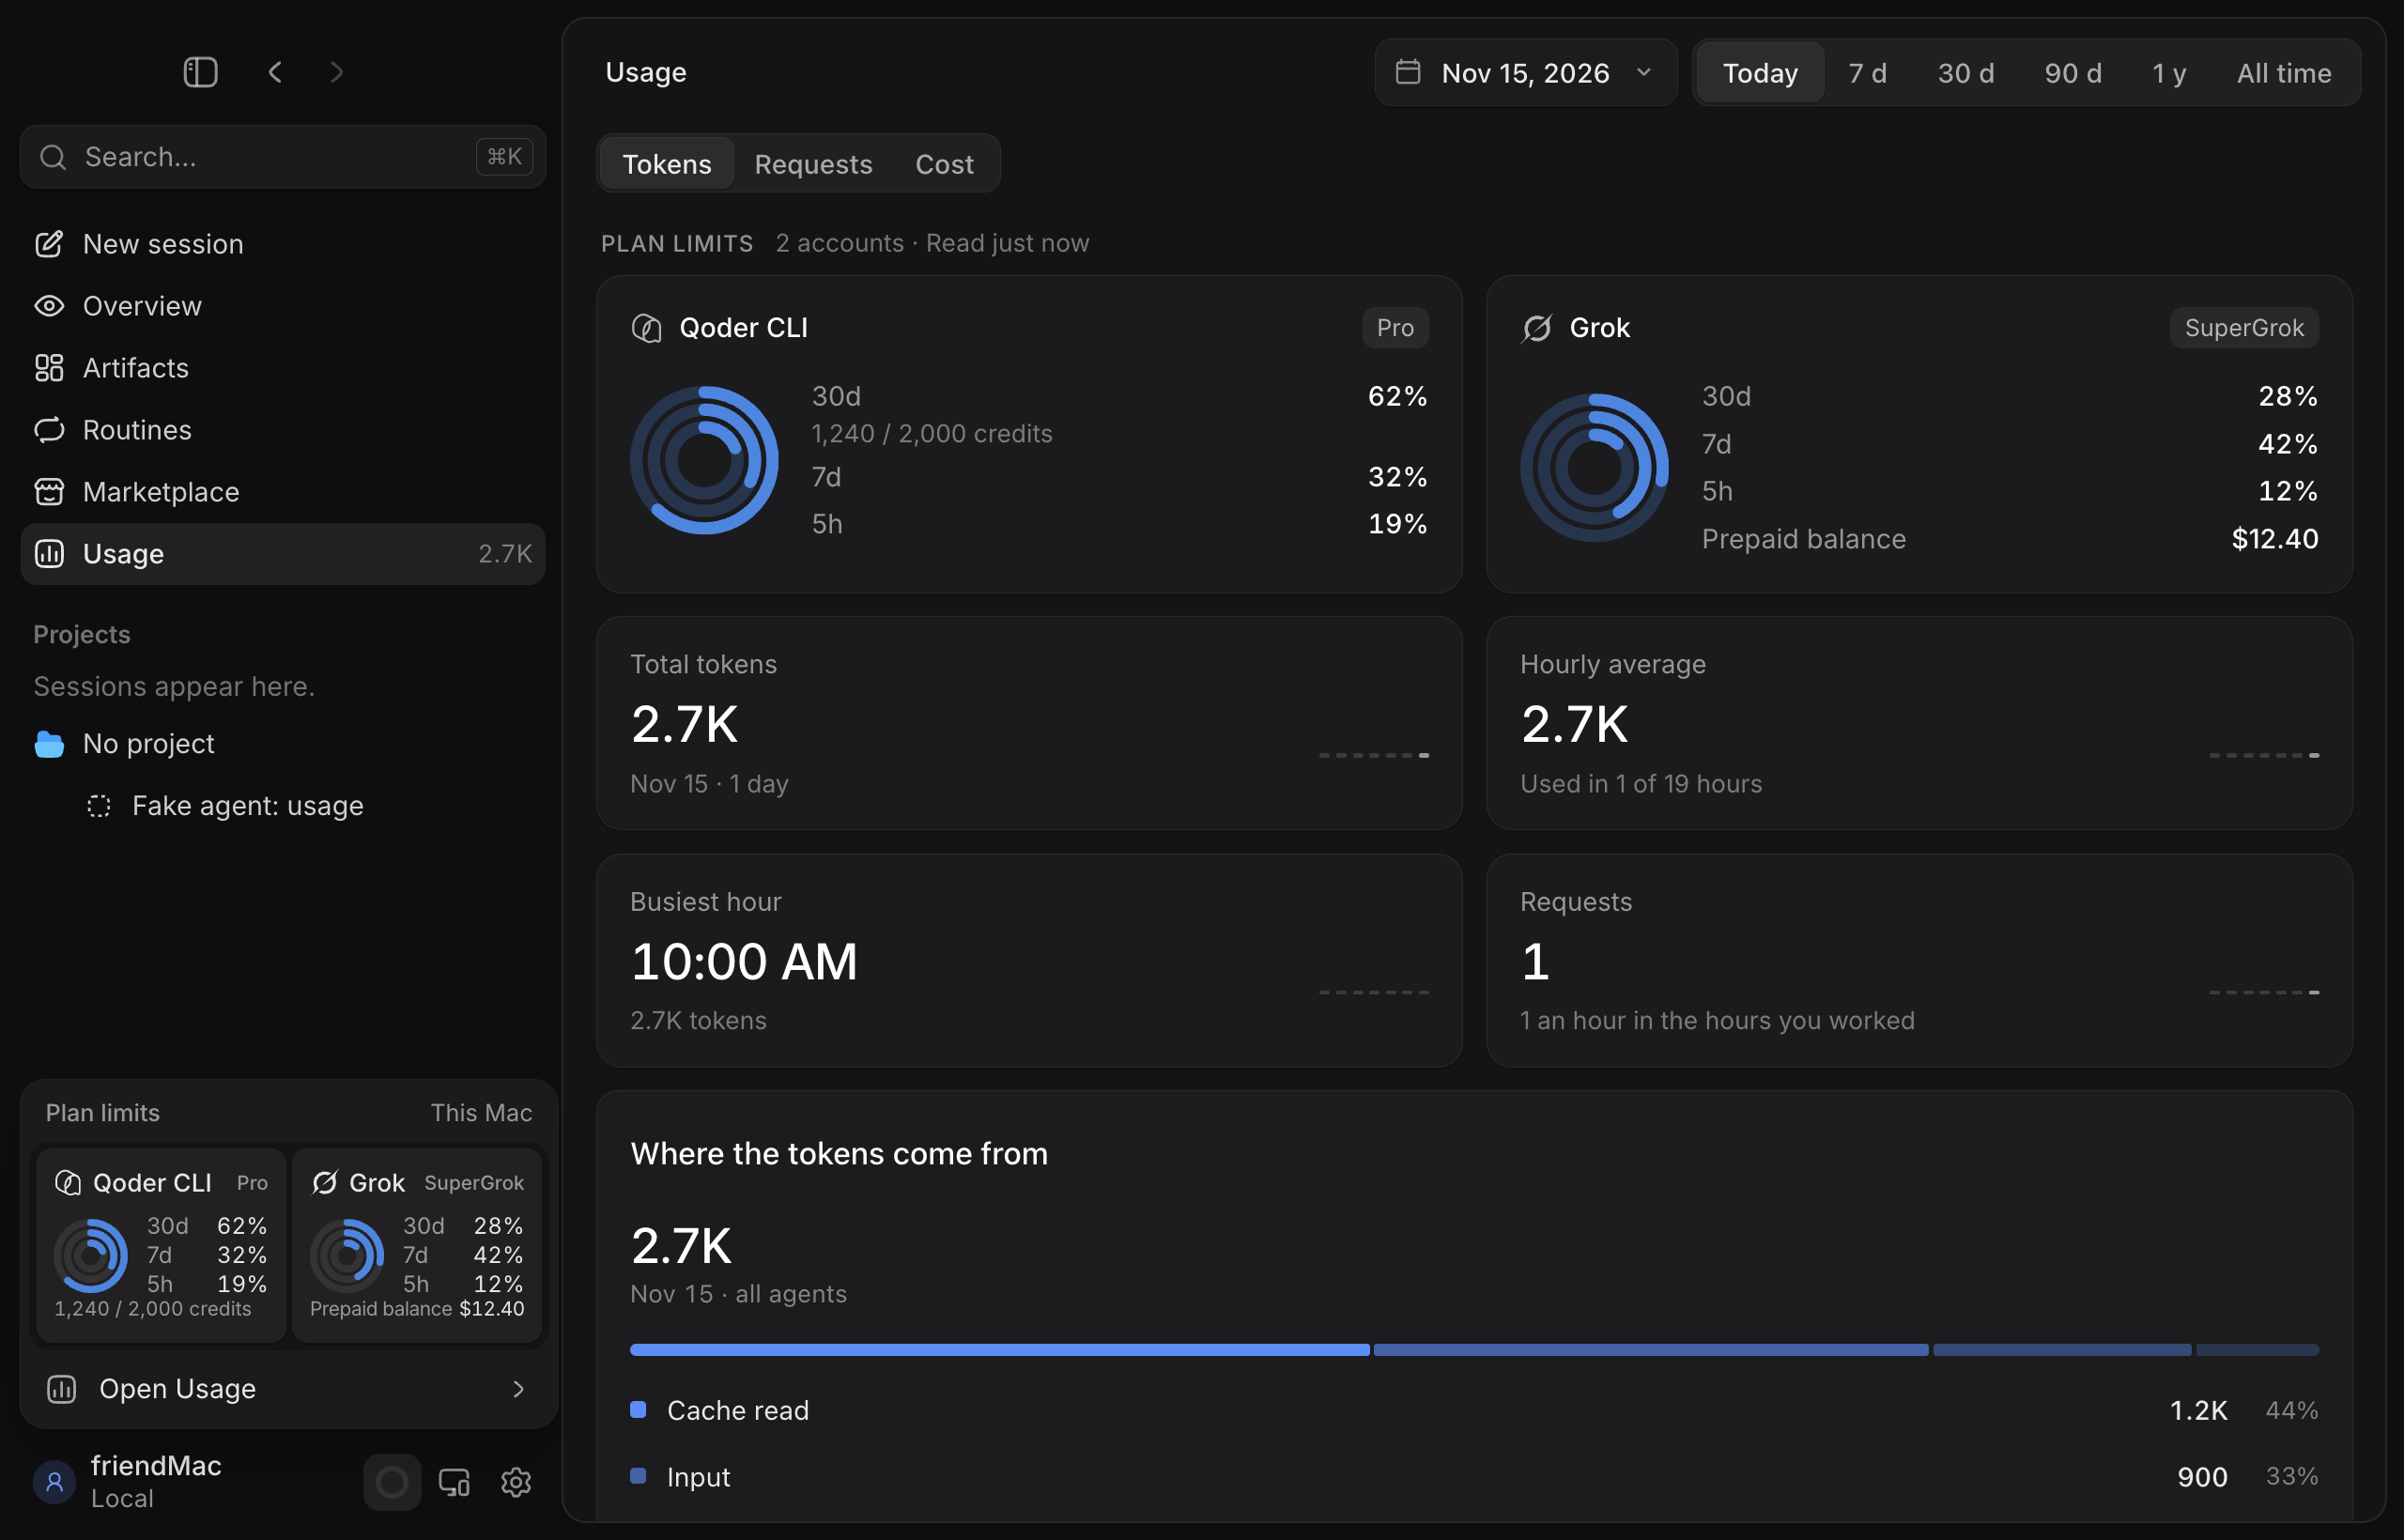 Search...
⌘K
New session
Overview
Artifacts
Routines
Marketplace
Usage 2.7K
Projects
Sessions appear here.
No project
Fake agent: usage
Plan limits This Mac
Qoder CLI Pro
30d 62%
7d 32%
5h 19%
1,240 / 2,000 credits
Grok SuperGrok
30d 28%
7d 42%
5h 12%
Prepaid balance $12.40
Open Usage
friendMac
Local
Usage
Nov 15, 2026
Today 7 d 30 d 90 d 1 y All time
Tokens Requests Cost
PLAN LIMITS 2 accounts · Read just now
Qoder CLI Pro
30d 62%
1,240 / 2,000 credits
7d 32%
5h 19%
Grok SuperGrok
30d 28%
7d 42%
5h 12%
Prepaid balance $12.40
Total tokens
2.7K
Nov 15 · 1 day
Hourly average
2.7K
Used in 1 of 19 hours
Busiest hour
10:00 AM
2.7K tokens
Requests
1
1 an hour in the hours you worked
Where the tokens come from
2.7K
Nov 15 · all agents
Cache read 1.2K 44%
Input 900 33%